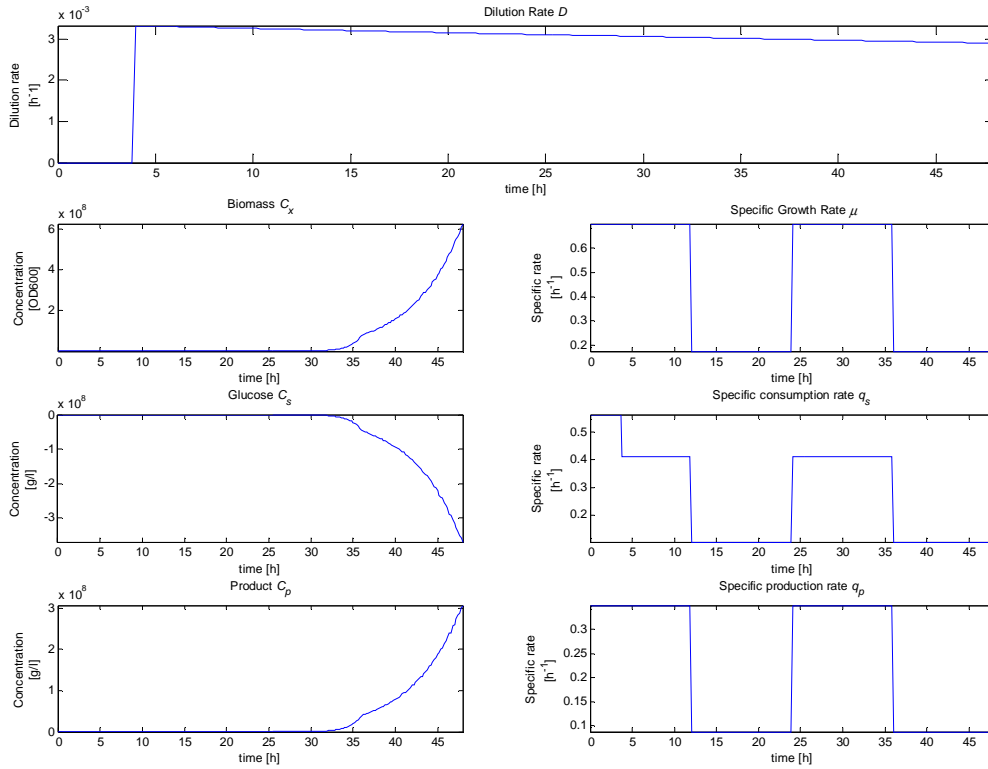 Dilution Rate D
x 10-3
3
2
1
0
Dilution rate
[h-1]
0 5 10 15 20 25 30 35 40 45
time [h]
Biomass Cx
x 10 8
6
4
2
Concentration
[OD600]
0 5 10 15 20 25 30 35 40 45
time [h]
Specific Growth Rate μ
0.6
0.5
0.4
0.3
0.2
Specific rate
[h-1]
0 5 10 15 20 25 30 35 40 45
time [h]
Glucose Cs
x 10 8
0
-1
-2
-3
Concentration
[g/l]
0 5 10 15 20 25 30 35 40 45
time [h]
Specific consumption rate qs
0.5
0.4
0.3
0.2
Specific rate
[h-1]
0 5 10 15 20 25 30 35 40 45
time [h]
Product Cp
x 10 8
3
2
1
0
Concentration
[g/l]
0 5 10 15 20 25 30 35 40 45
time [h]
Specific production rate qp
0.3
0.25
0.2
0.15
0.1
Specific rate
[h-1]
0 5 10 15 20 25 30 35 40 45
time [h]